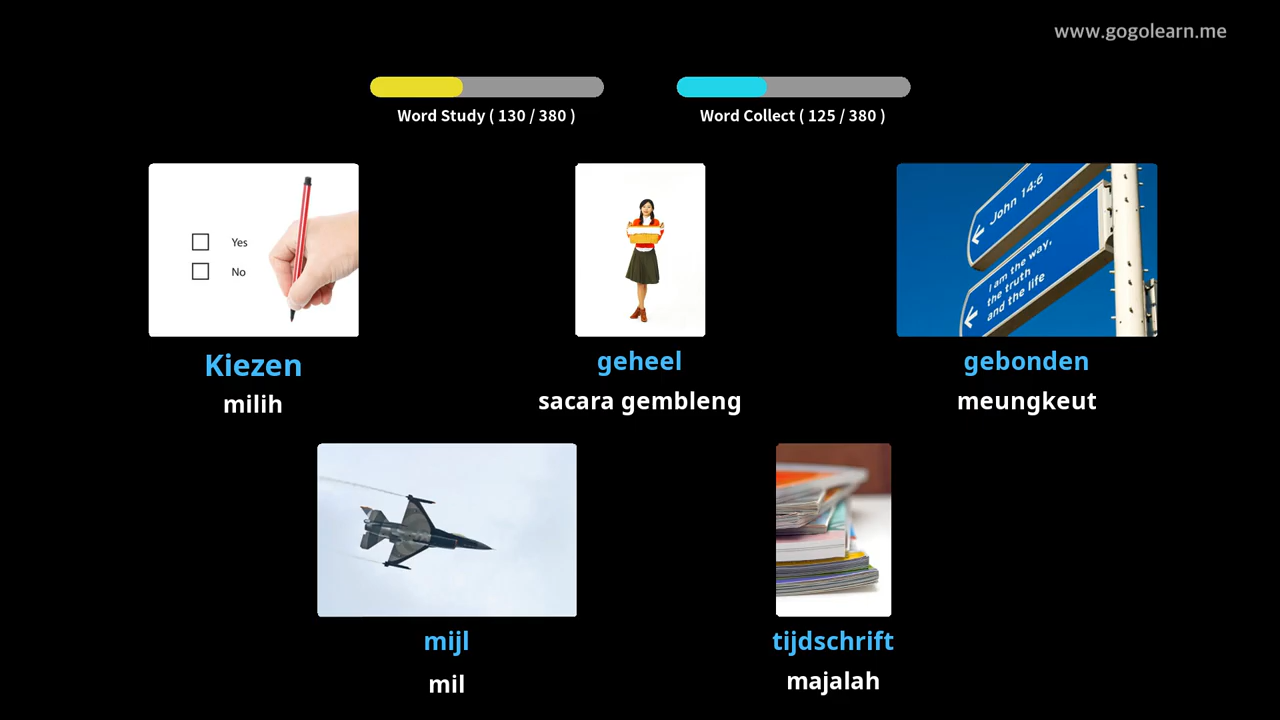 www.gogolearn.me
Word Study ( 130 / 380 )
Word Collect ( 125 / 380 )
Yes
No
John 14:6
I am the way,
the truth
and the life
Kiezen
milih
geheel
sacara gembleng
gebonden
meungkeut
mijl
mil
tijdschrift
majalah